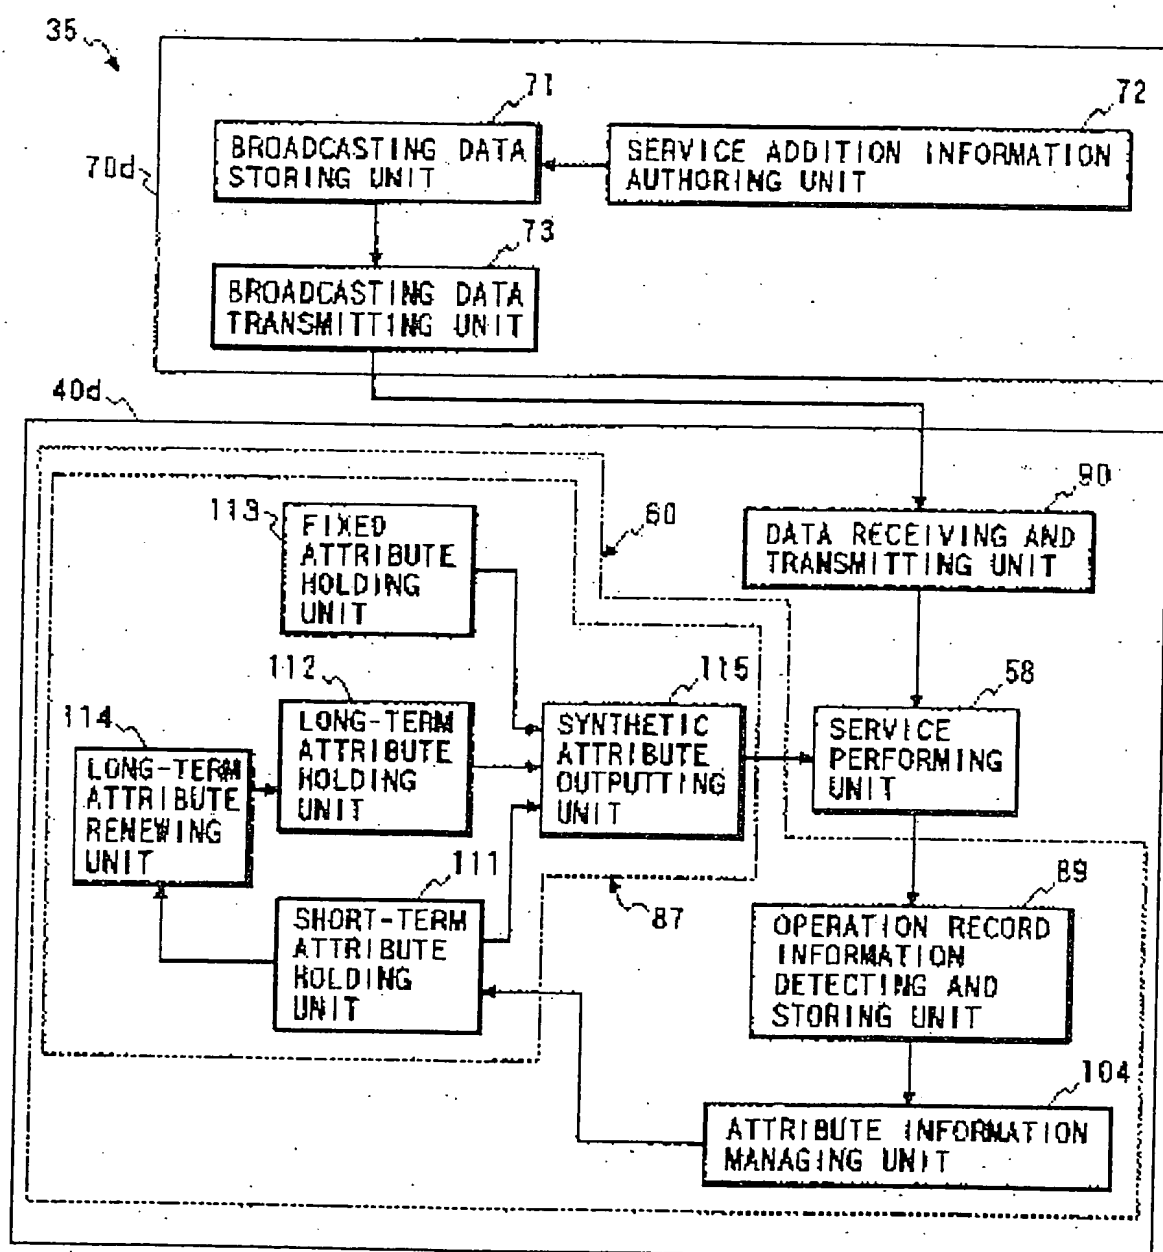 35
70d
71
BROADCASTING DATA
STORING UNIT
72
SERVICE ADDITION INFORMATION
AUTHORING UNIT
73
BROADCASTING DATA
TRANSMITTING UNIT
40d
113
FIXED
ATTRIBUTE
HOLDING
UNIT
60
90
DATA RECEIVING AND
TRANSMITTING UNIT
112
LONG-TERM
ATTRIBUTE
HOLDING
UNIT
115
SYNTHETIC
ATTRIBUTE
OUTPUTTING
UNIT
58
SERVICE
PERFORMING
UNIT
114
LONG-TERM
ATTRIBUTE
RENEWING
UNIT
111
SHORT-TERM
ATTRIBUTE
HOLDING
UNIT
87
89
OPERATION RECORD
INFORMATION
DETECTING AND
STORING UNIT
104
ATTRIBUTE INFORMATION
MANAGING UNIT